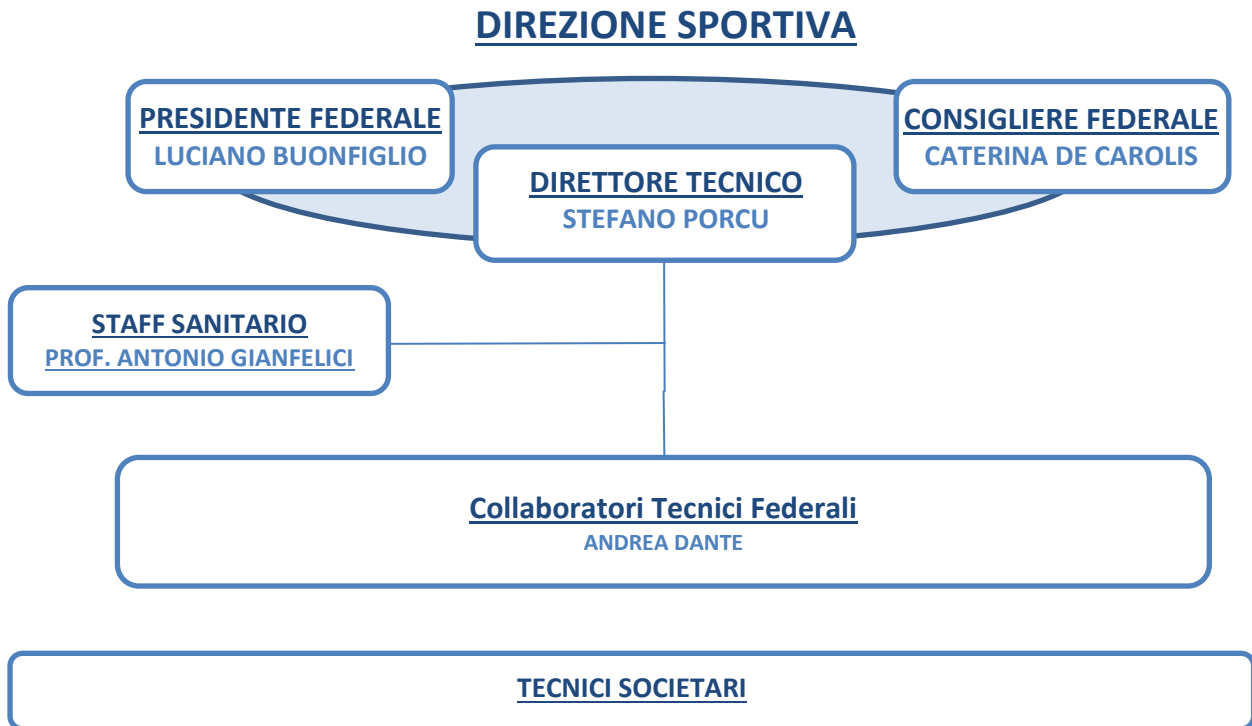 DIREZIONE SPORTIVA
PRESIDENTE FEDERALE
LUCIANO BUONFIGLIO
CONSIGLIERE FEDERALE
CATERINA DE CAROLIS
DIRETTORE TECNICO
STEFANO PORCU
STAFF SANITARIO
PROF. ANTONIO GIANFELICI
Collaboratori Tecnici Federali
ANDREA DANTE
TECNICI SOCIETARI